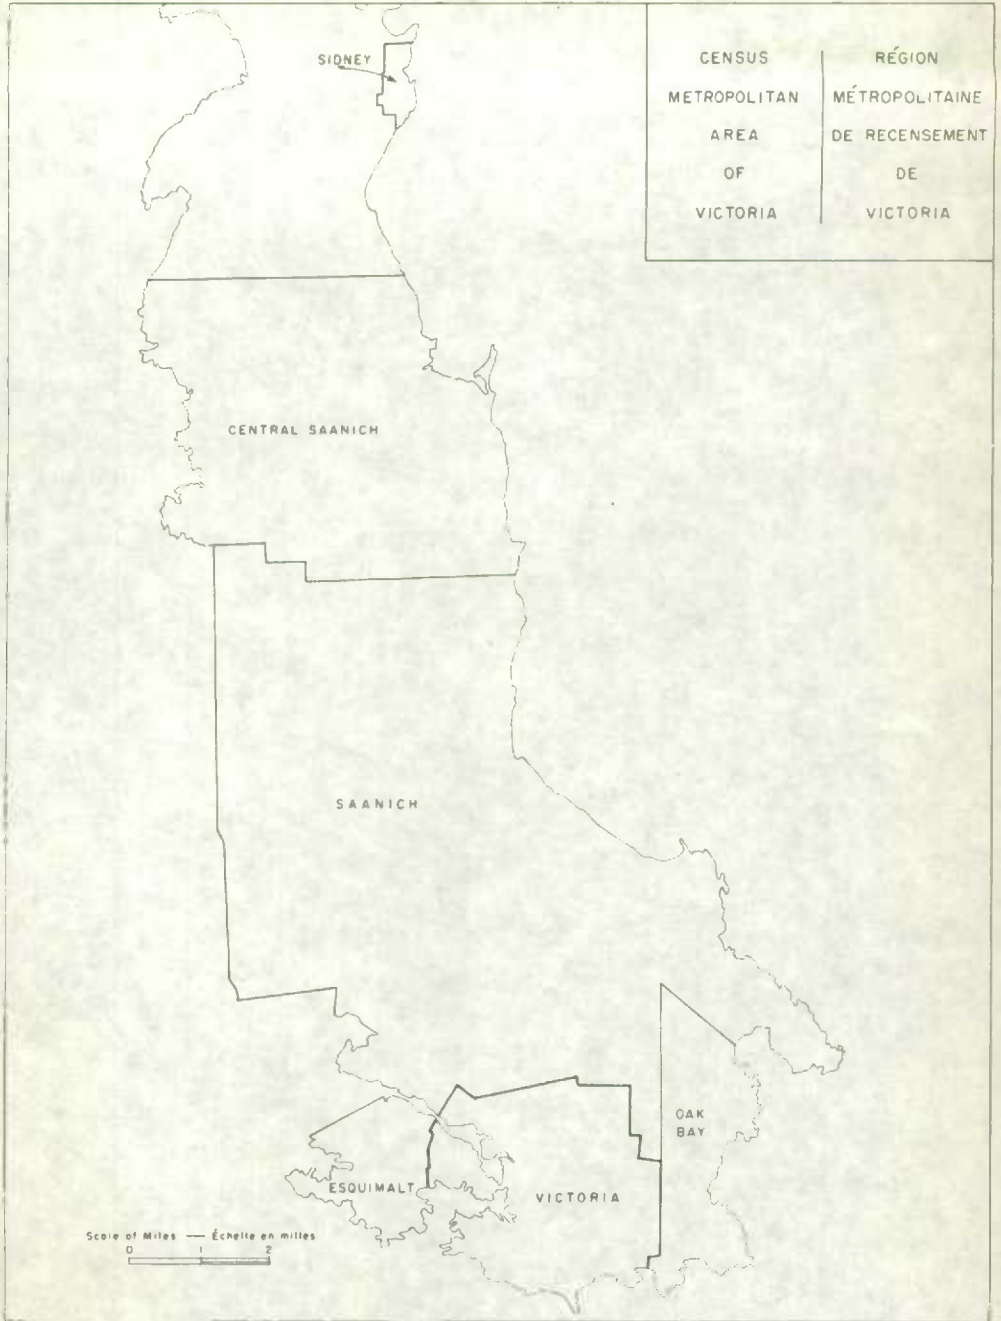 CENSUS
METROPOLITAN
AREA
OF
VICTORIA
RÉGION
MÉTROPOLITAINE
DE RECENSEMENT
DE
VICTORIA
SIDNEY
CENTRAL SAANICH
SAANICH
OAK
BAY
ESQUIMALT
VICTORIA
Scale of Miles — Échelle en milles
0 1 2